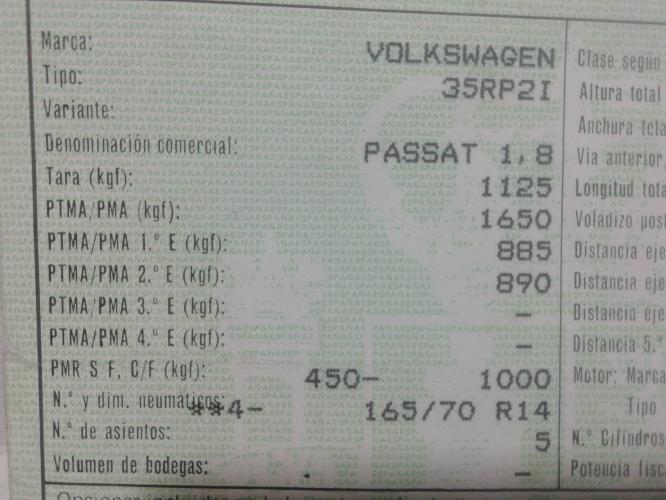 Marca: VOLKSWAGEN
Tipo: 35RP2I
Variante:
Denominación comercial: PASSAT 1,8
Tara (kgf): 1125
PTMA/PMA (kgf): 1650
PTMA/PMA 1.º E (kgf): 885
PTMA/PMA 2.º E (kgf): 890
PTMA/PMA 3.º E (kgf): –
PTMA/PMA 4.º E (kgf): –
PMR S F, C/F (kgf): 450– 1000
N.º y dim. neumáticos: **4– 165/70 R14
N.º de asientos: 5
Volumen de bodegas: –
Clase según
Altura total
Anchura tota
Via anterior,
Longitud tota
Voladizo post
Distancia eje
Distancia eje
Distancia eje
Distancia 5.º
Motor: Marca
Tipo
N.º Cilindros
Potencia fisc